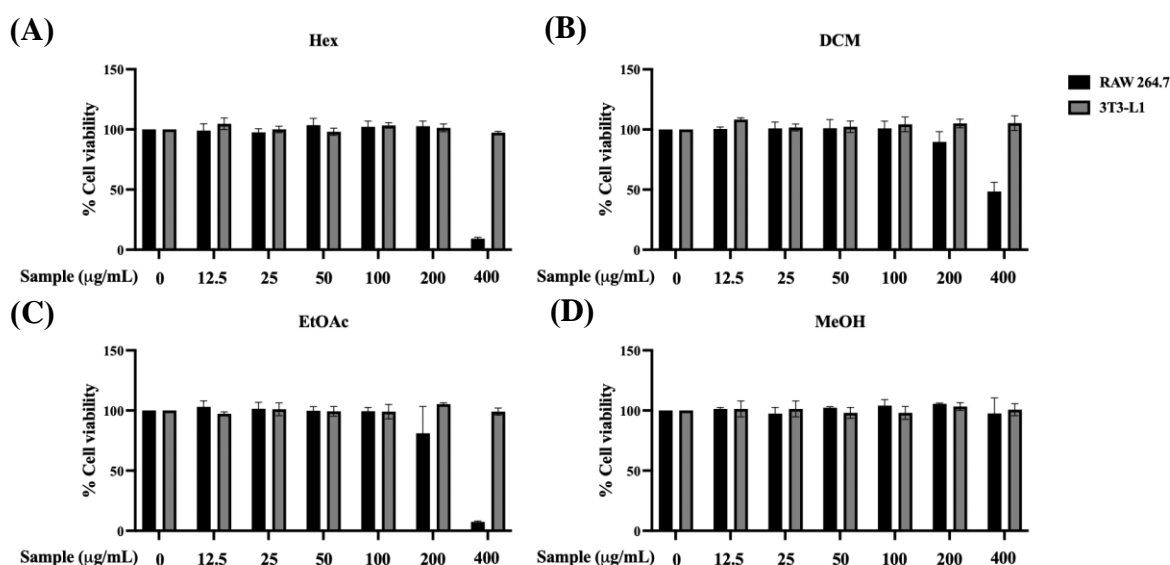 (A)
Hex
150
100
50
0
% Cell viability
Sample (µg/mL) 0 12.5 25 50 100 200 400
(B)
DCM
150
100
50
0
% Cell viability
Sample (µg/mL) 0 12.5 25 50 100 200 400
RAW 264.7
3T3-L1
(C)
EtOAc
150
100
50
0
% Cell viability
Sample (µg/mL) 0 12.5 25 50 100 200 400
(D)
MeOH
150
100
50
0
% Cell viability
Sample (µg/mL) 0 12.5 25 50 100 200 400